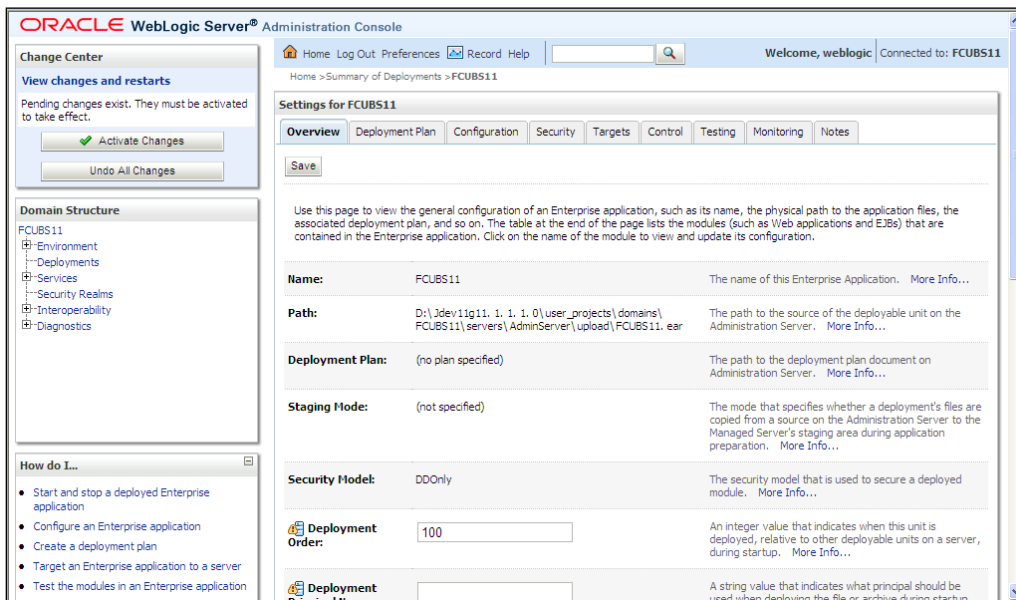 ORACLE WebLogic Server® Administration Console
Change Center
View changes and restarts
Pending changes exist. They must be activated
to take effect.
Activate Changes
Undo All Changes
Domain Structure
FCUBS11
Environment
Deployments
Services
Security Realms
Interoperability
Diagnostics
How do I...
Start and stop a deployed Enterprise
application
Configure an Enterprise application
Create a deployment plan
Target an Enterprise application to a server
Test the modules in an Enterprise application
Home Log Out Preferences Record Help
Welcome, weblogic Connected to: FCUBS11
Home >Summary of Deployments >FCUBS11
Settings for FCUBS11
Overview Deployment Plan Configuration Security Targets Control Testing Monitoring Notes
Save
Use this page to view the general configuration of an Enterprise application, such as its name, the physical path to the application files, the
associated deployment plan, and so on. The table at the end of the page lists the modules (such as Web applications and EJBs) that are
contained in the Enterprise application. Click on the name of the module to view and update its configuration.
Name: FCUBS11 The name of this Enterprise Application. More Info...
Path: D:\Jdev11g11. 1. 1. 1. 0\user_projects\domains\ The path to the source of the deployable unit on the
FCUBS11\servers\AdminServer\upload\FCUBS11. ear Administration Server. More Info...
Deployment Plan: (no plan specified) The path to the deployment plan document on
Administration Server. More Info...
Staging Mode: (not specified) The mode that specifies whether a deployment's files are
copied from a source on the Administration Server to the
Managed Server's staging area during application
preparation. More Info...
Security Model: DDOnly The security model that is used to secure a deployed
module. More Info...
Deployment 100 An integer value that indicates when this unit is
Order: deployed, relative to other deployable units on a server,
during startup. More Info...
Deployment A string value that indicates what principal should be
used when deploying the file or archive during startup